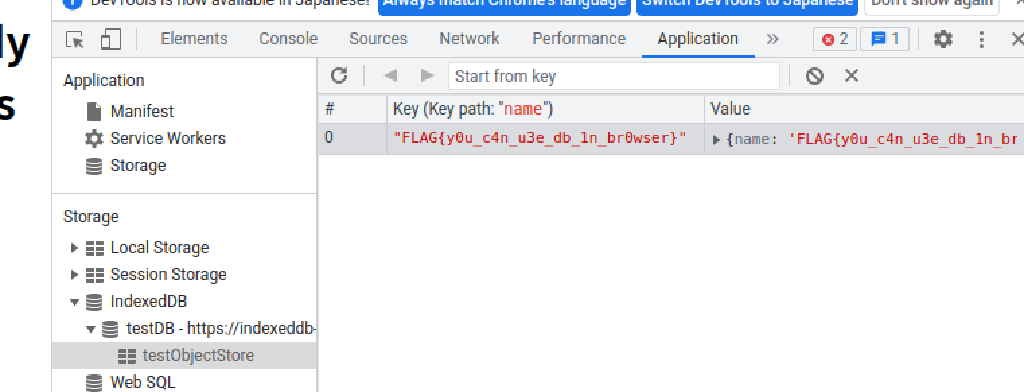 DevTools is now available in Japanese! Always match Chrome's language Switch DevTools to Japanese Don't show again
ly
s
Elements Console Sources Network Performance Application » 2 1
Application
Manifest
Service Workers
Storage
Storage
Local Storage
Session Storage
IndexedDB
testDB - https://indexeddb-
testObjectStore
Web SQL
Start from key
# Key (Key path: "name") Value
0 "FLAG{y0u_c4n_u3e_db_1n_br0wser}" {name: 'FLAG{y0u_c4n_u3e_db_1n_br